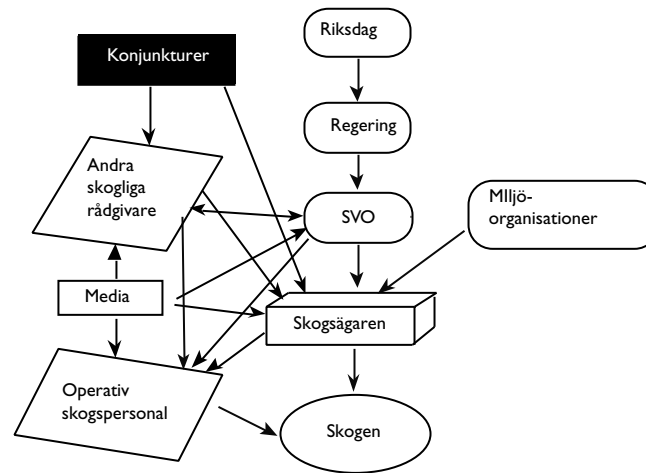 Riksdag
Konjunkturer
Regering
Andra
skogliga
rådgivare
MIljö-
organisationer
SVO
Media
Skogsägaren
Operativ
skogspersonal
Skogen